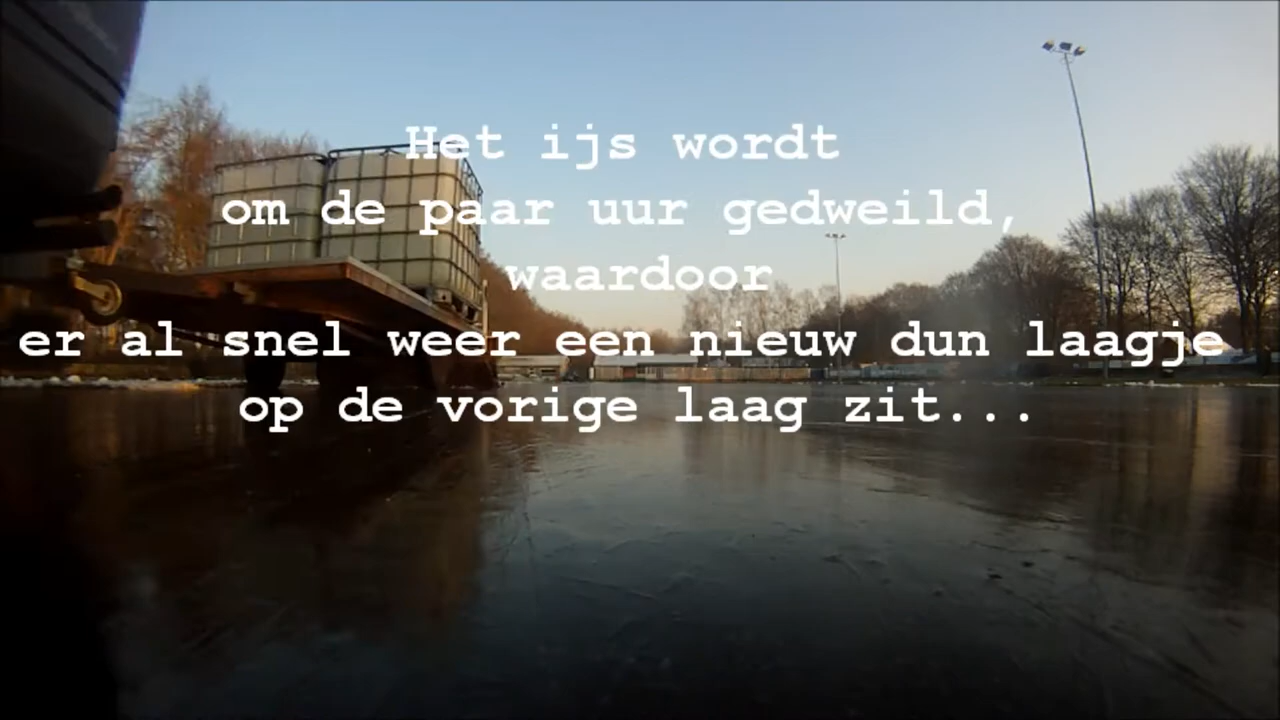 Het ijs wordt
om de paar uur gedweild,
waardoor
er al snel weer een nieuw dun laagje
op de vorige laag zit...